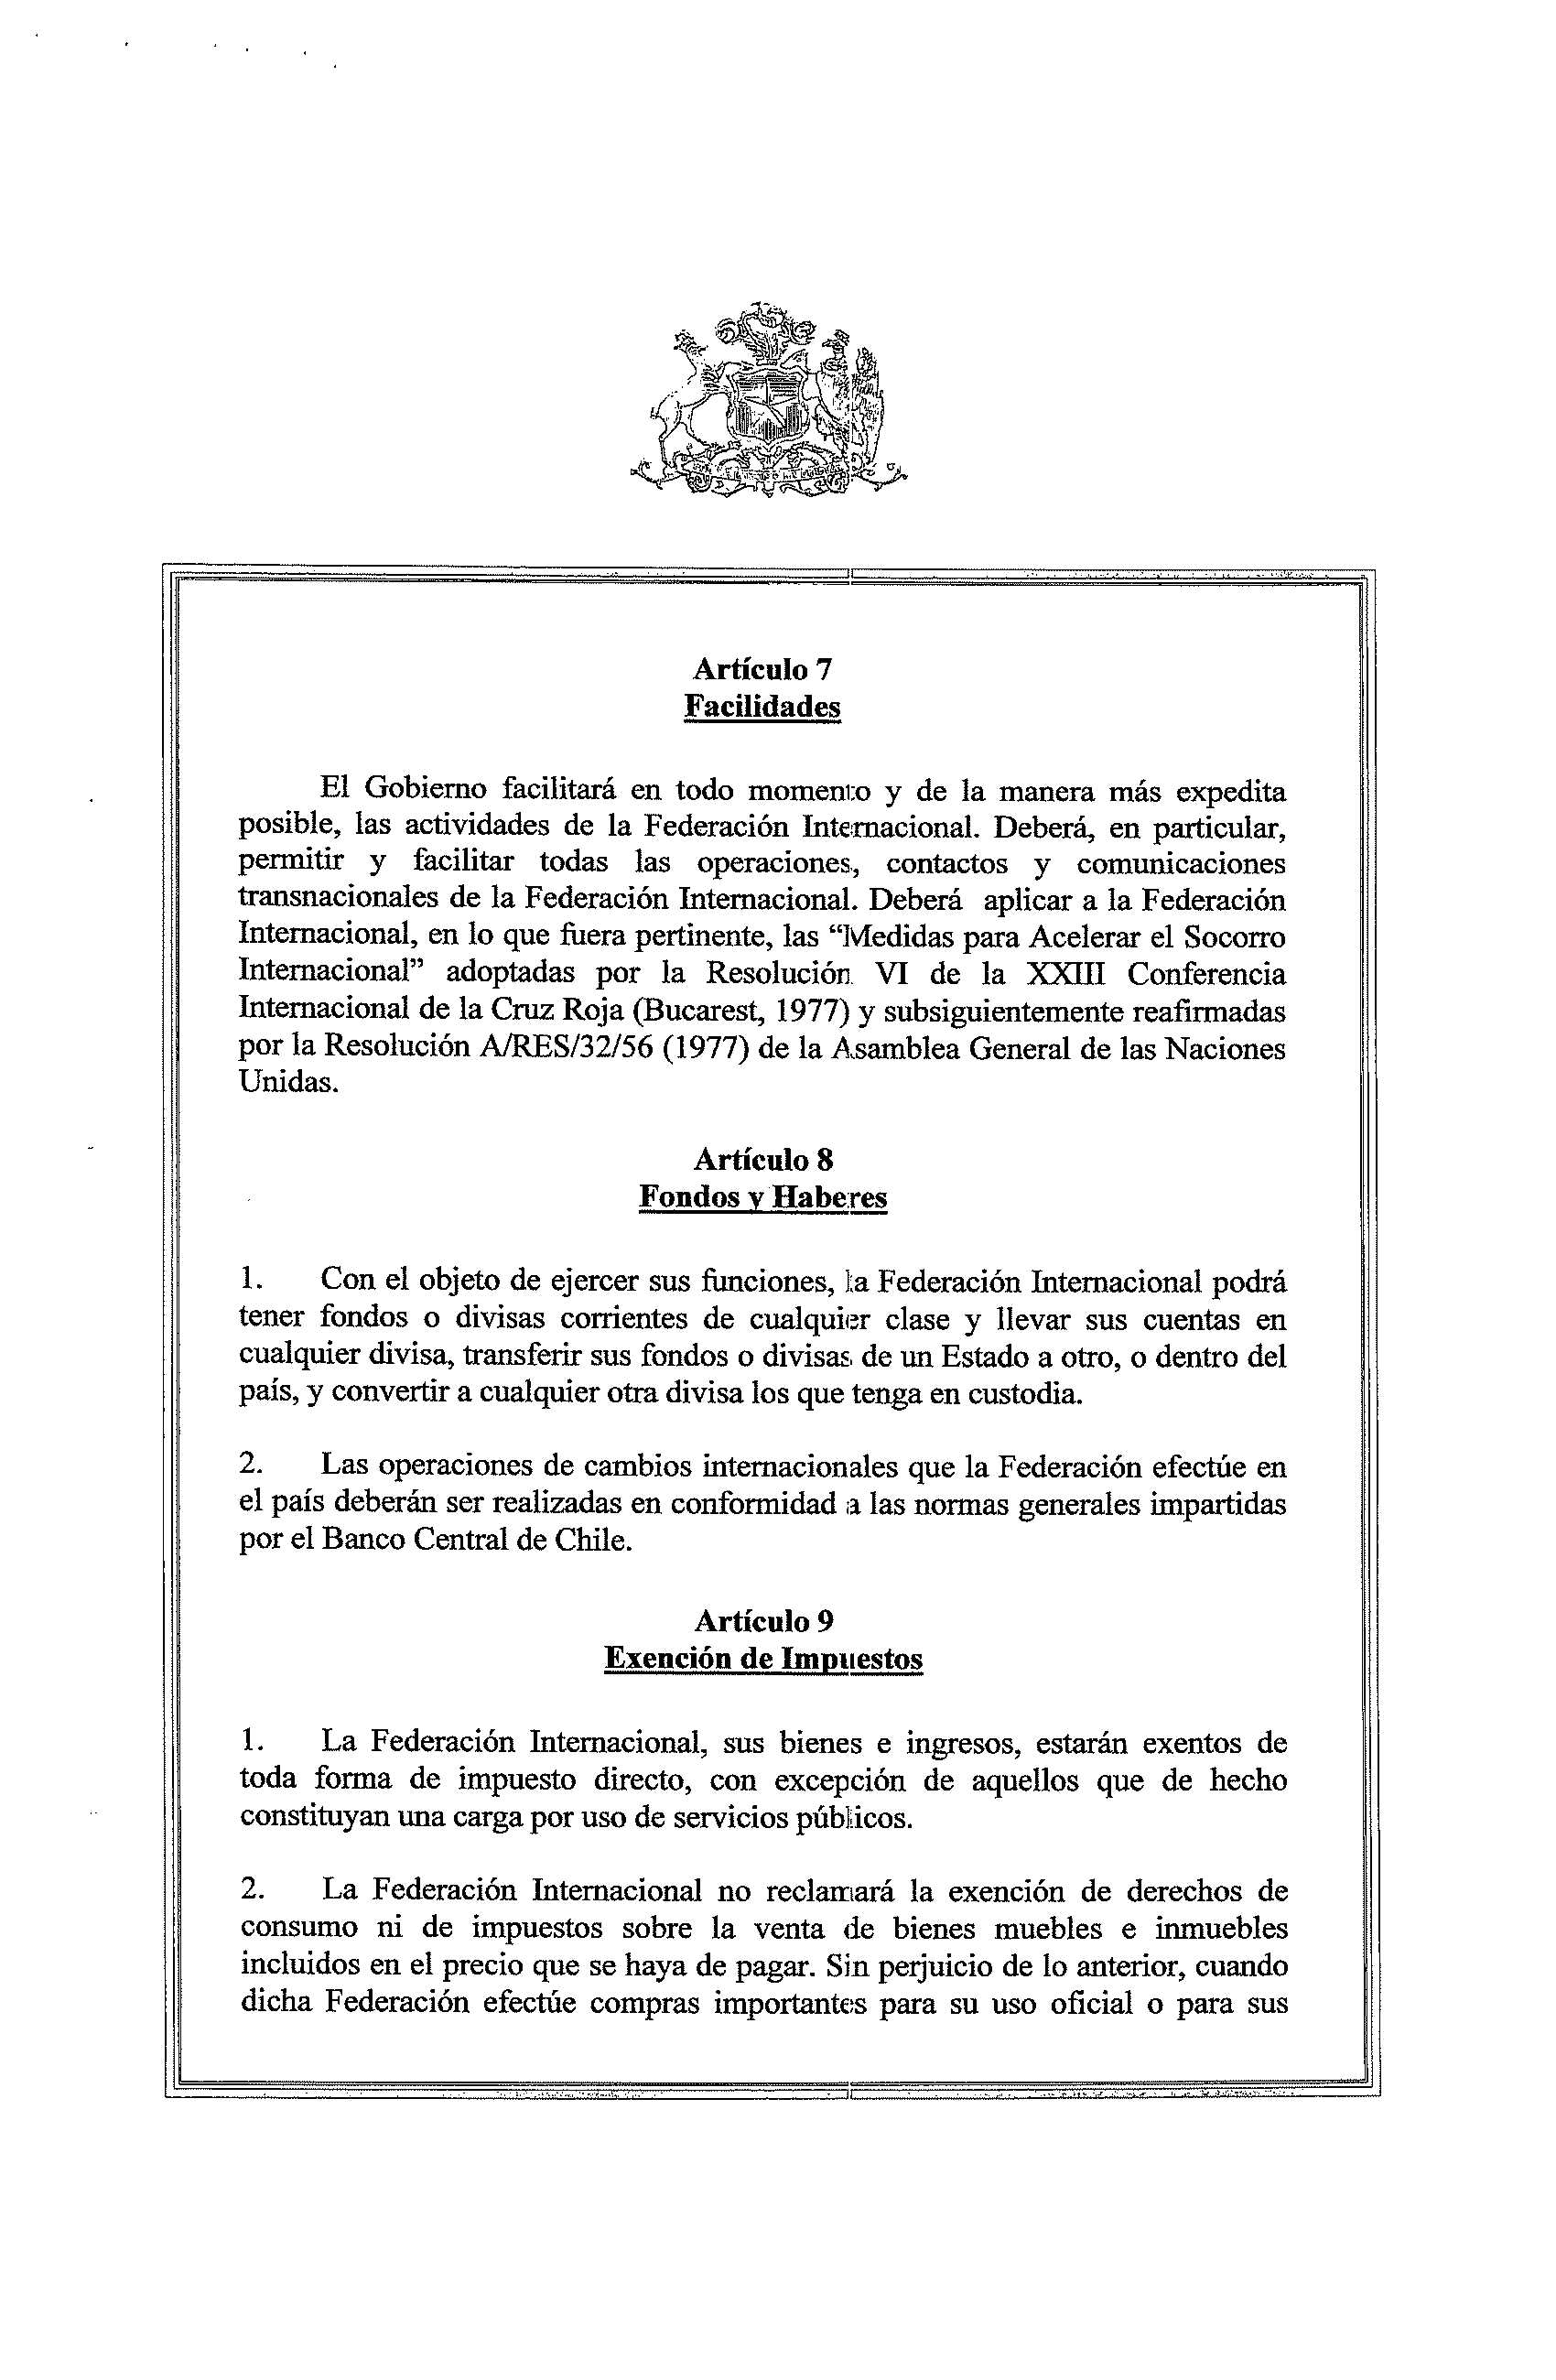 Artículo 7
Facilidades
El Gobierno facilitará en todo momento y de la manera más expedita
posible, las actividades de la Federación Internacional. Deberá, en particular,
permitir y facilitar todas las operaciones, contactos y comunicaciones
transnacionales de la Federación Internacional. Deberá aplicar a la Federación
Internacional, en lo que fuera pertinente, las “Medidas para Acelerar el Socorro
Internacional” adoptadas por la Resolución VI de la XXIII Conferencia
Internacional de la Cruz Roja (Bucarest, 1977) y subsiguientemente reafirmadas
por la Resolución A/RES/32/56 (1977) de la Asamblea General de las Naciones
Unidas.
Artículo 8
Fondos y Haberes
1. Con el objeto de ejercer sus funciones, la Federación Internacional podrá
tener fondos o divisas corrientes de cualquier clase y llevar sus cuentas en
cualquier divisa, transferir sus fondos o divisas de un Estado a otro, o dentro del
país, y convertir a cualquier otra divisa los que tenga en custodia.
2. Las operaciones de cambios internacionales que la Federación efectúe en
el país deberán ser realizadas en conformidad a las normas generales impartidas
por el Banco Central de Chile.
Artículo 9
Exención de Impuestos
1. La Federación Internacional, sus bienes e ingresos, estarán exentos de
toda forma de impuesto directo, con excepción de aquellos que de hecho
constituyan una carga por uso de servicios públicos.
2. La Federación Internacional no reclamará la exención de derechos de
consumo ni de impuestos sobre la venta de bienes muebles e inmuebles
incluidos en el precio que se haya de pagar. Sin perjuicio de lo anterior, cuando
dicha Federación efectúe compras importantes para su uso oficial o para sus